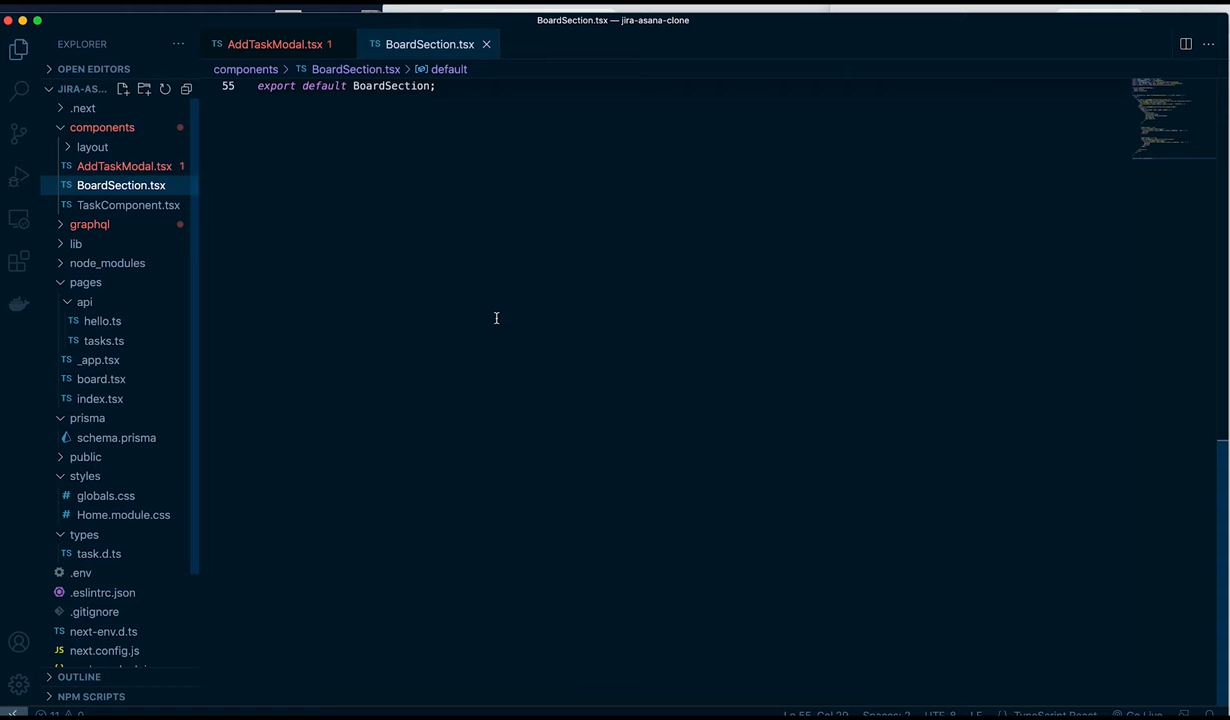 BoardSection.tsx — jira-asana-clone
EXPLORER
TS AddTaskModal.tsx 1
TS BoardSection.tsx
components > TS BoardSection.tsx > default
OPEN EDITORS
JIRA-AS...
.next
components
layout
TS AddTaskModal.tsx 1
TS BoardSection.tsx
TS TaskComponent.tsx
graphql
lib
node_modules
pages
api
TS hello.ts
TS tasks.ts
TS _app.tsx
TS board.tsx
TS index.tsx
prisma
schema.prisma
public
styles
# globals.css
# Home.module.css
types
TS task.d.ts
.env
.eslintrc.json
.gitignore
TS next-env.d.ts
JS next.config.js
OUTLINE
NPM SCRIPTS
55 export default BoardSection;